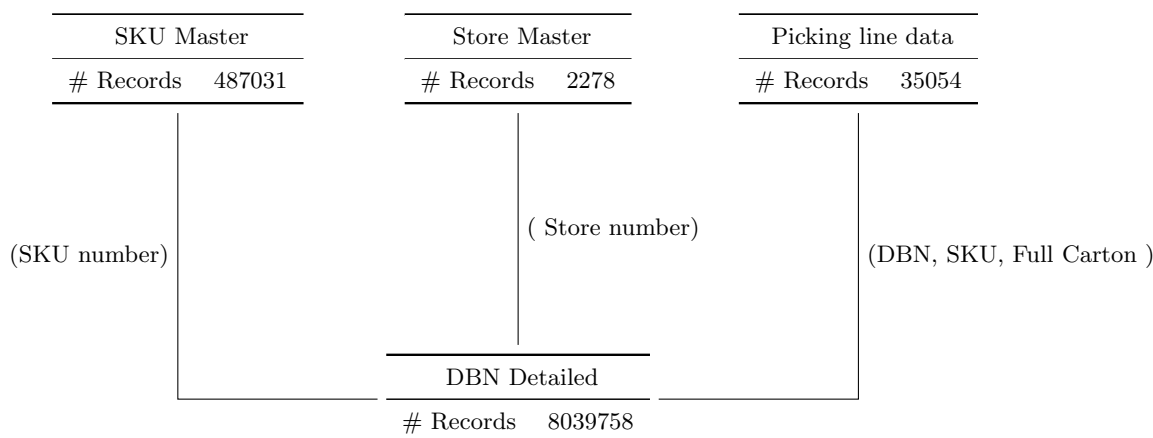 SKU Master
# Records 487031
Store Master
# Records 2278
Picking line data
# Records 35054
(SKU number)
( Store number)
(DBN, SKU, Full Carton )
DBN Detailed
# Records 8039758